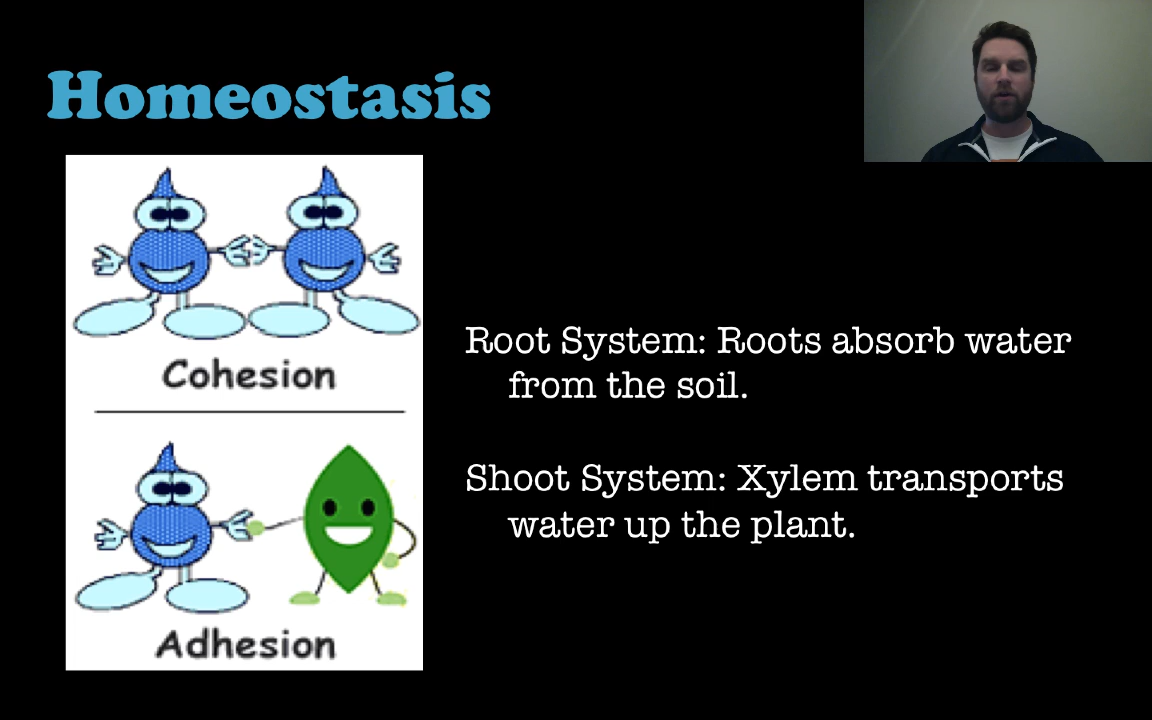 Homeostasis
Cohesion
Adhesion
Root System: Roots absorb water
from the soil.
Shoot System: Xylem transports
water up the plant.